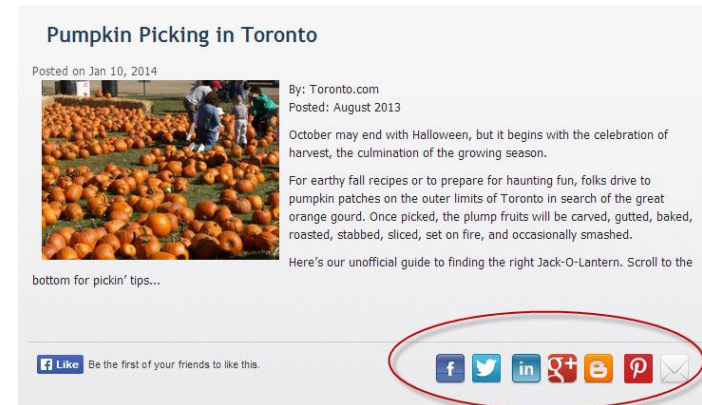 Pumpkin Picking in Toronto
Posted on Jan 10, 2014
By: Toronto.com
Posted: August 2013
October may end with Halloween, but it begins with the celebration of
harvest, the culmination of the growing season.
For earthy fall recipes or to prepare for haunting fun, folks drive to
pumpkin patches on the outer limits of Toronto in search of the great
orange gourd. Once picked, the plump fruits will be carved, gutted, baked,
roasted, stabbed, sliced, set on fire, and occasionally smashed.
Here's our unofficial guide to finding the right Jack-O-Lantern. Scroll to the
bottom for pickin' tips...
f Like Be the first of your friends to like this.
f in g+ B P